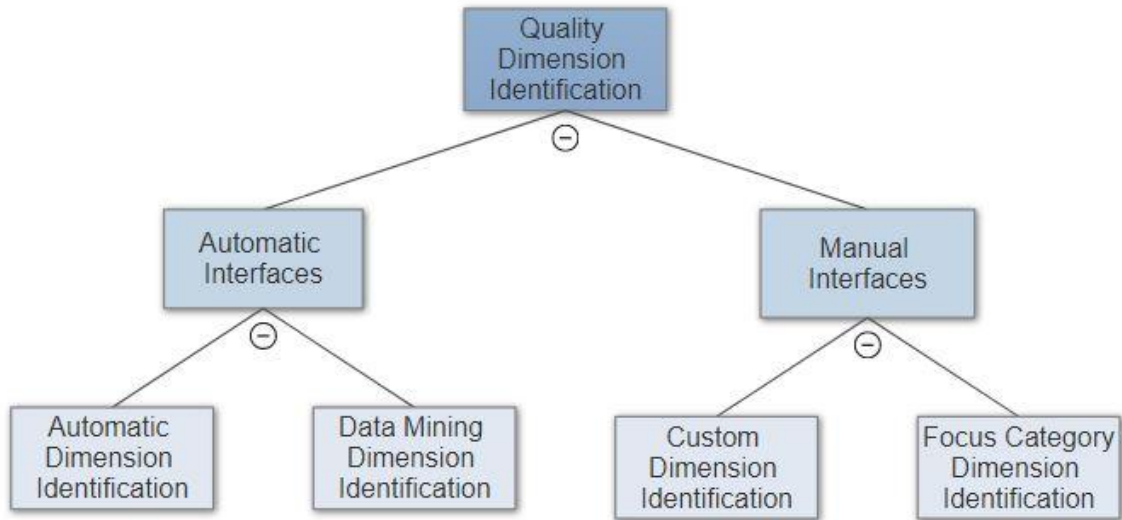 Quality
Dimension
Identification
Automatic
Interfaces
Manual
Interfaces
Automatic
Dimension
Identification
Data Mining
Dimension
Identification
Custom
Dimension
Identification
Focus Category
Dimension
Identification